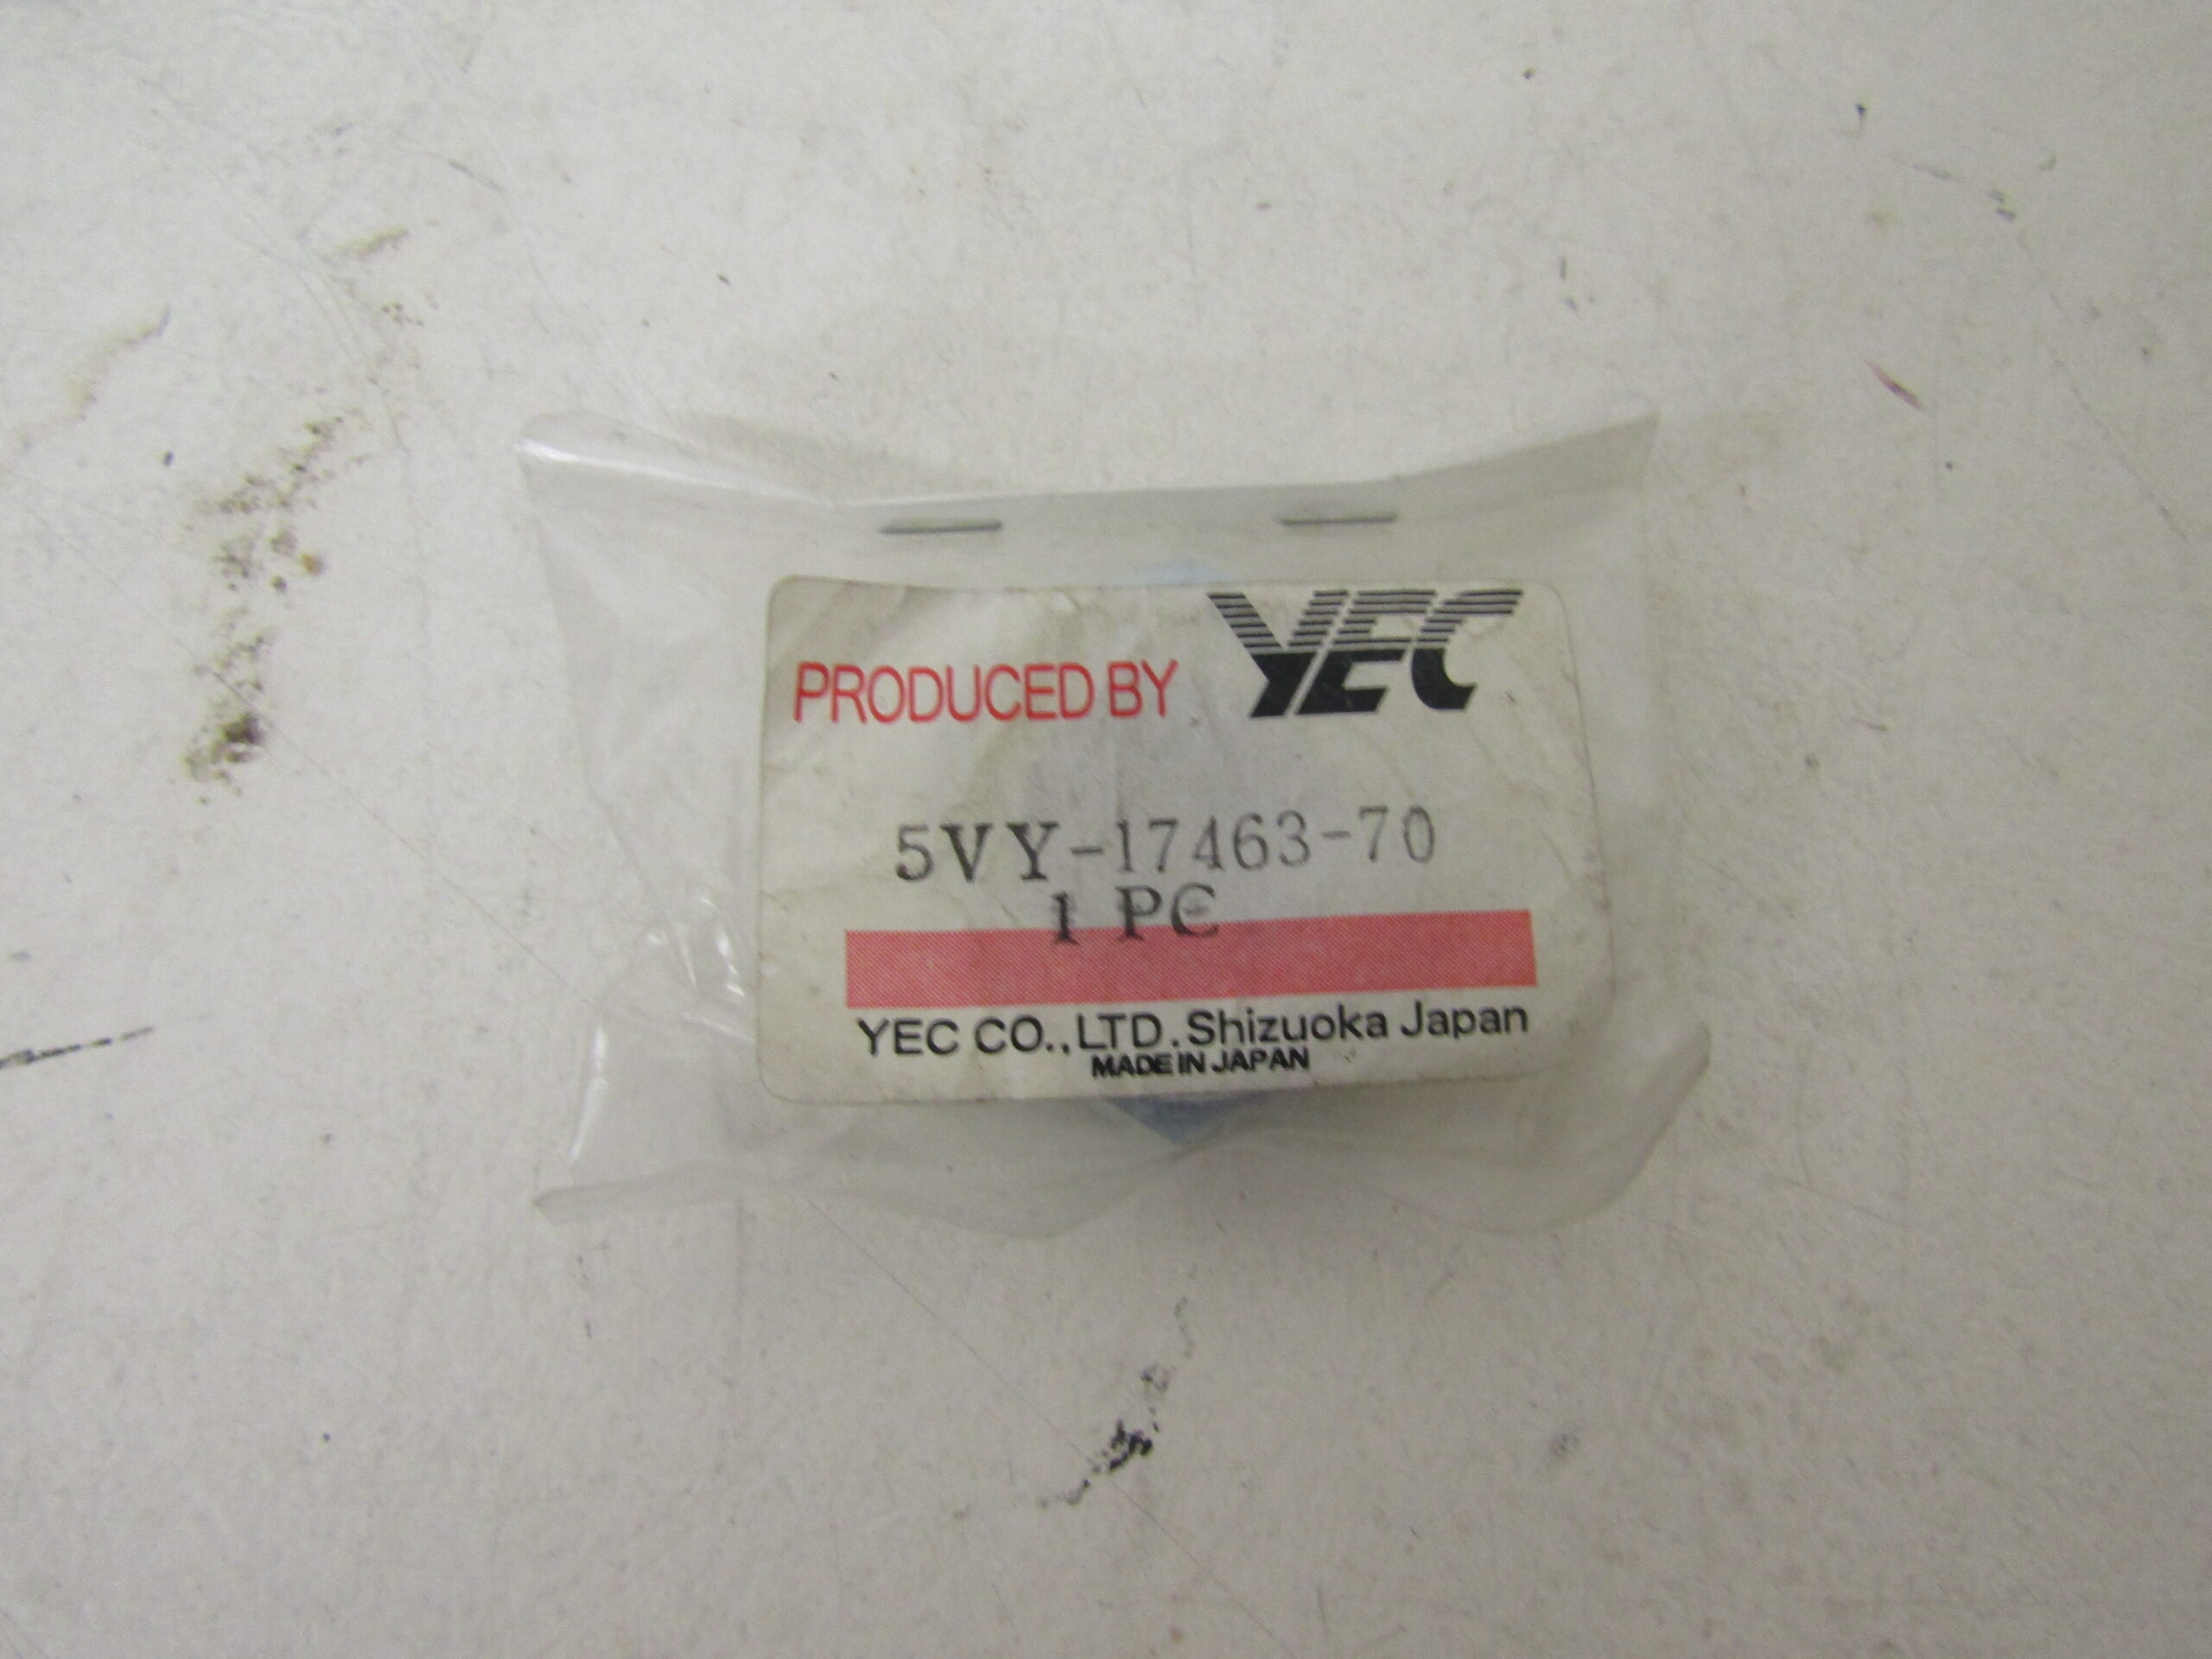 PRODUCED BY YEC
5VY-17463-70
1 PC
YEC CO.,LTD. Shizuoka Japan
MADE IN JAPAN